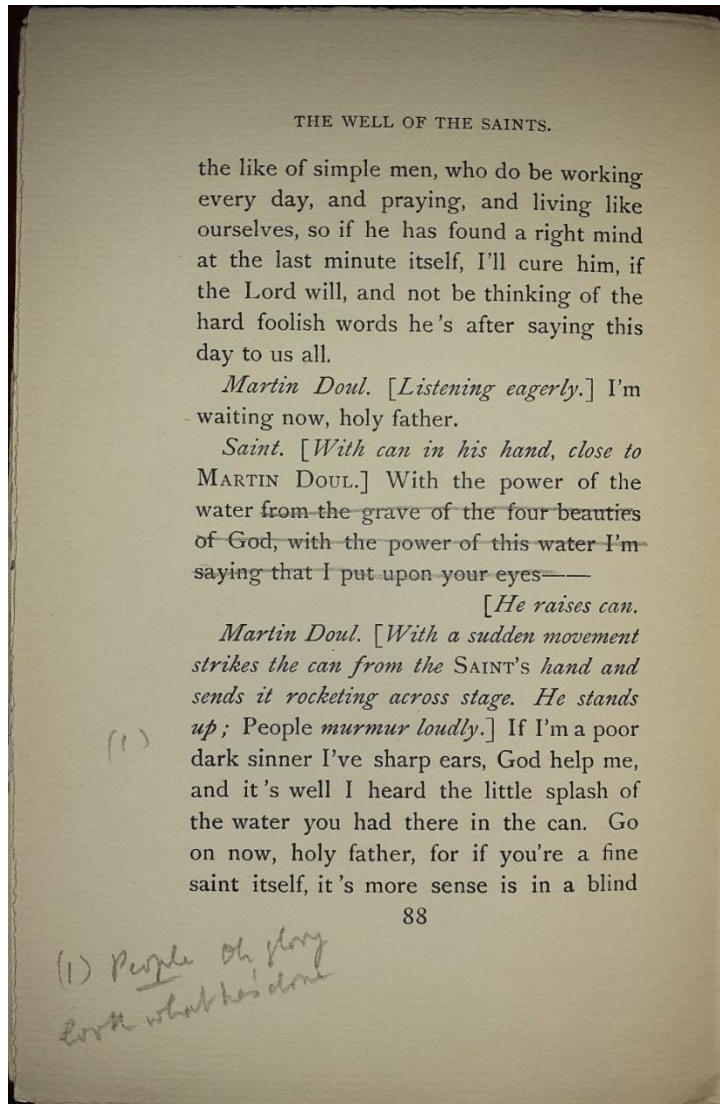 THE WELL OF THE SAINTS.
the like of simple men, who do be working
every day, and praying, and living like
ourselves, so if he has found a right mind
at the last minute itself, I'll cure him, if
the Lord will, and not be thinking of the
hard foolish words he's after saying this
day to us all.
Martin Doul. [Listening eagerly.] I'm
waiting now, holy father.
Saint. [With can in his hand, close to
MARTIN DOUL.] With the power of the
water from the grave of the four beauties
of God, with the power of this water I'm
saying that I put upon your eyes——
[He raises can.
Martin Doul. [With a sudden movement
strikes the can from the SAINT'S hand and
sends it rocketing across stage. He stands
up; People murmur loudly.] If I'm a poor
(1)
dark sinner I've sharp ears, God help me,
and it's well I heard the little splash of
the water you had there in the can. Go
on now, holy father, for if you're a fine
saint itself, it's more sense is in a blind
88
(1) People Oh glory
look what he's done